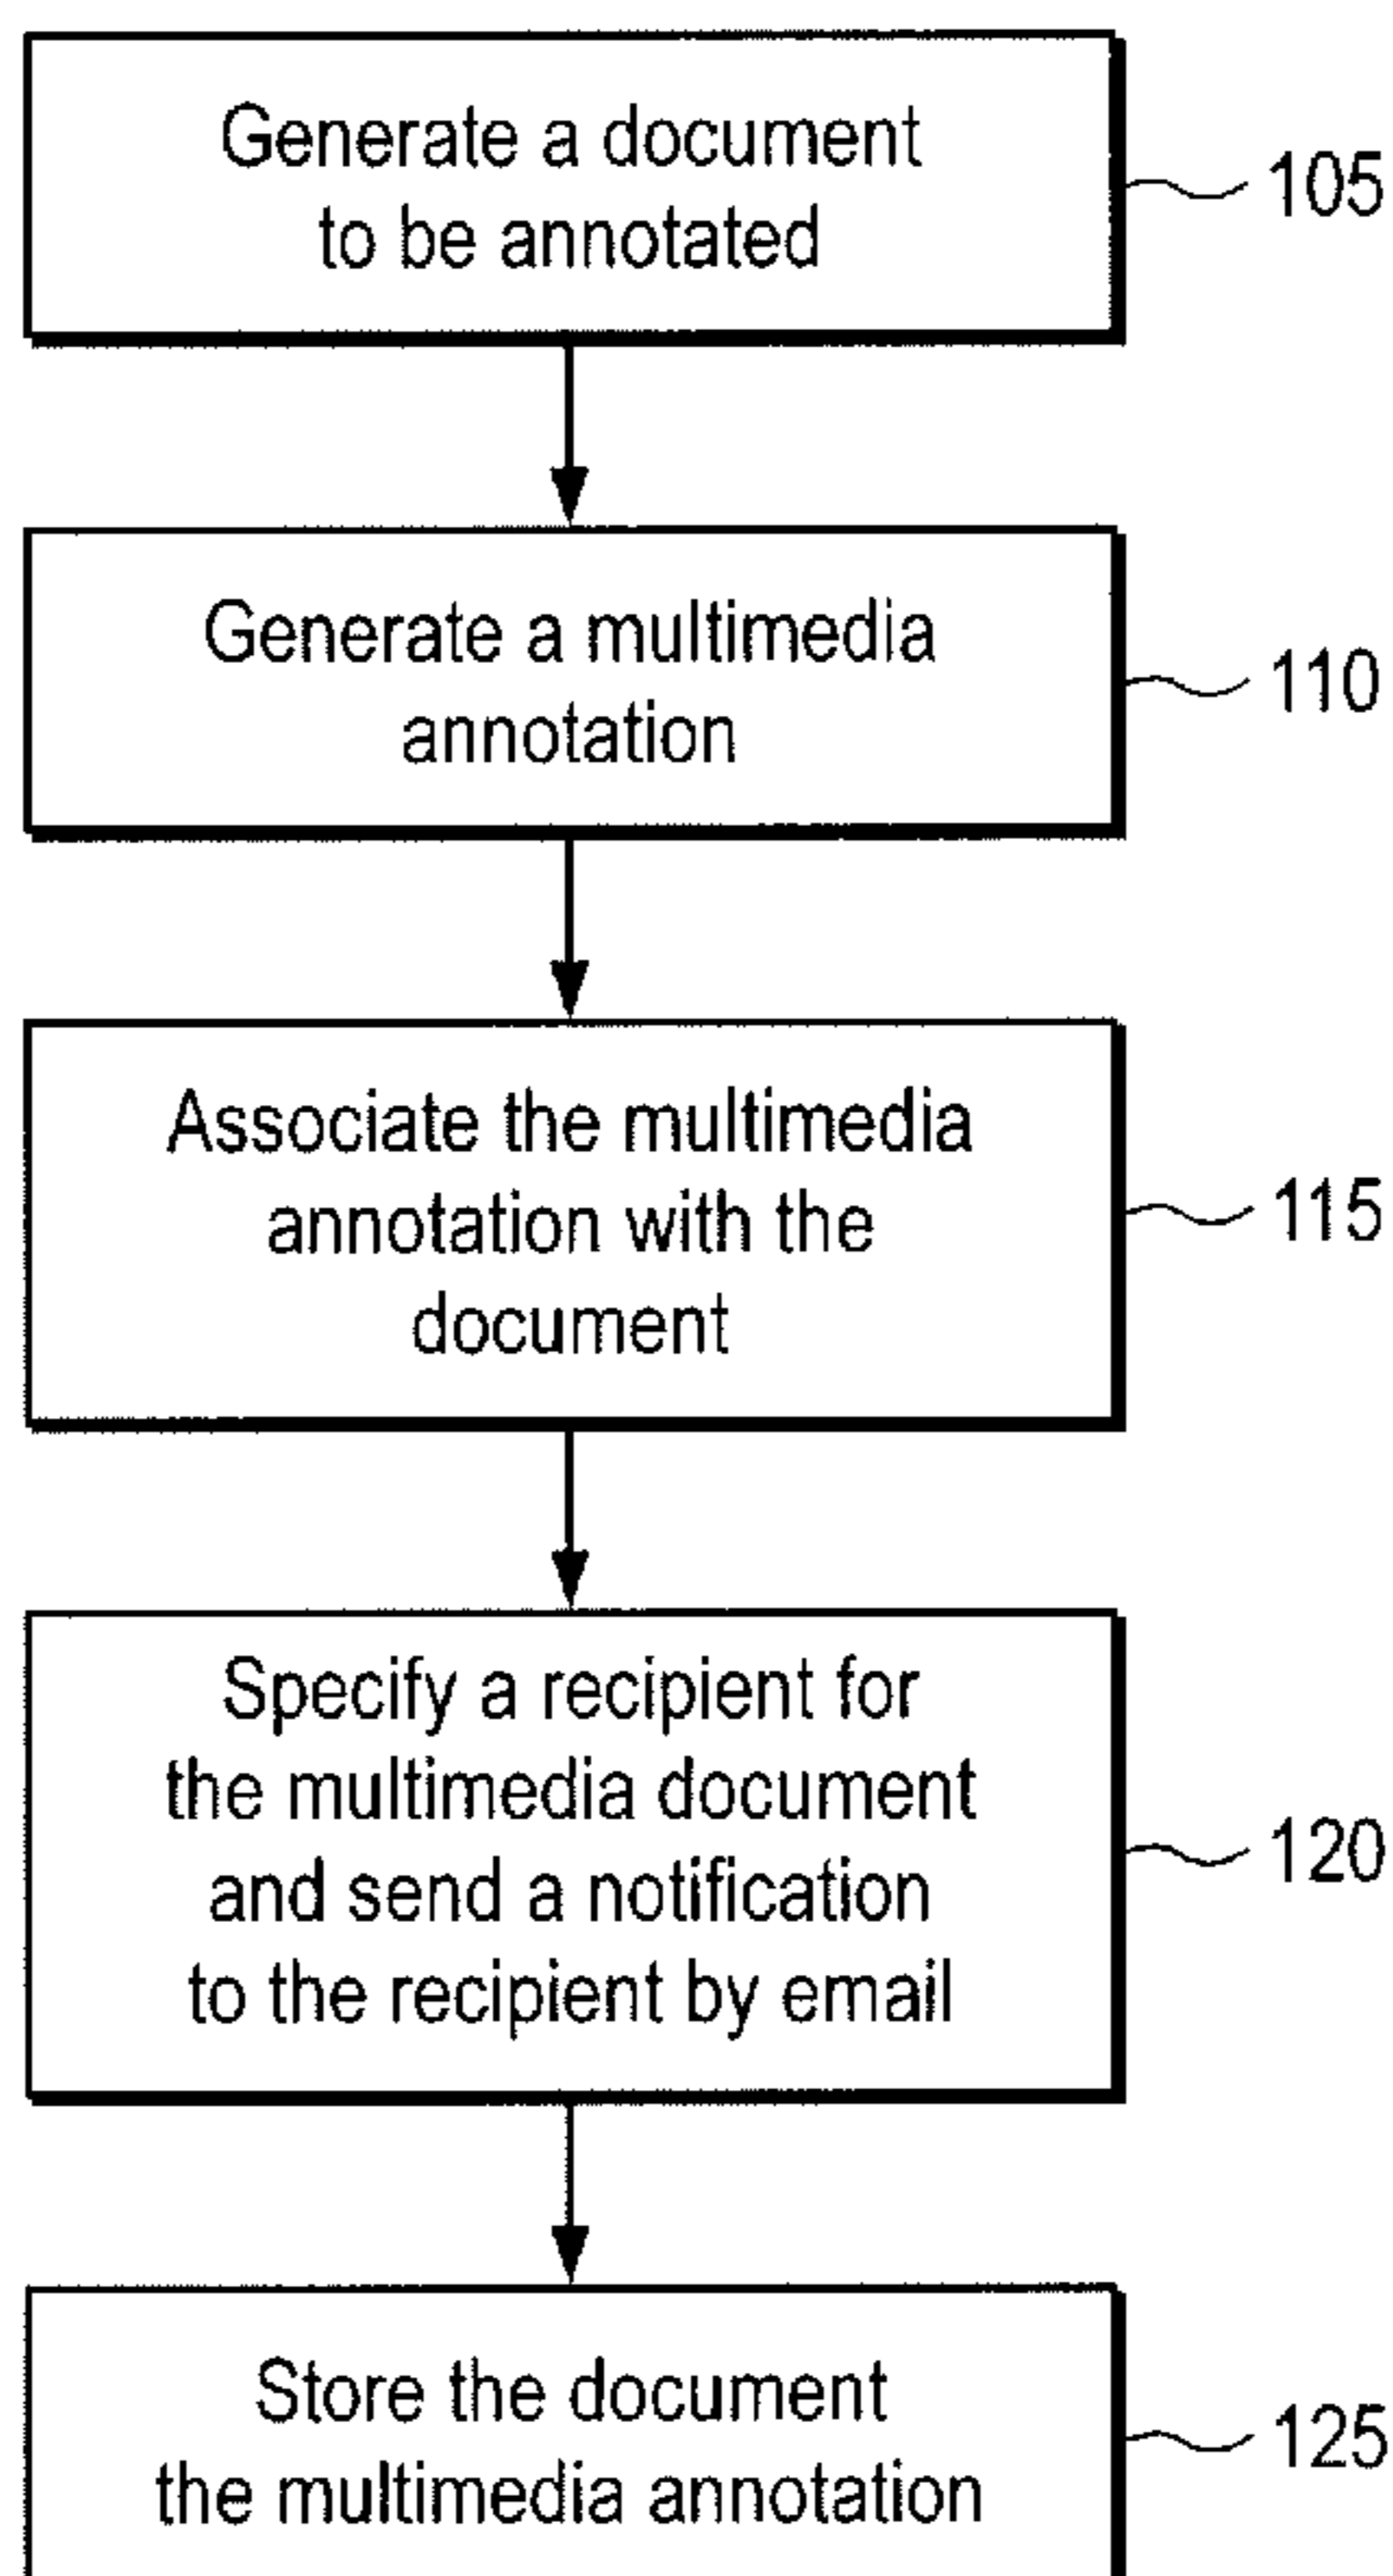 Generate a document
to be annotated
105
Generate a multimedia
annotation
110
Associate the multimedia
annotation with the
document
115
Specify a recipient for
the multimedia document
and send a notification
to the recipient by email
120
Store the document
the multimedia annotation
125